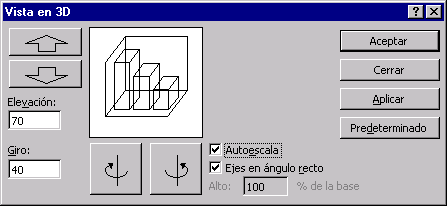 Vista en 3D
Aceptar
Cerrar
Elevación:
70
Aplicar
Predeterminado
Giro:
40
Autoescala
Ejes en ángulo recto
Alto: 100 % de la base